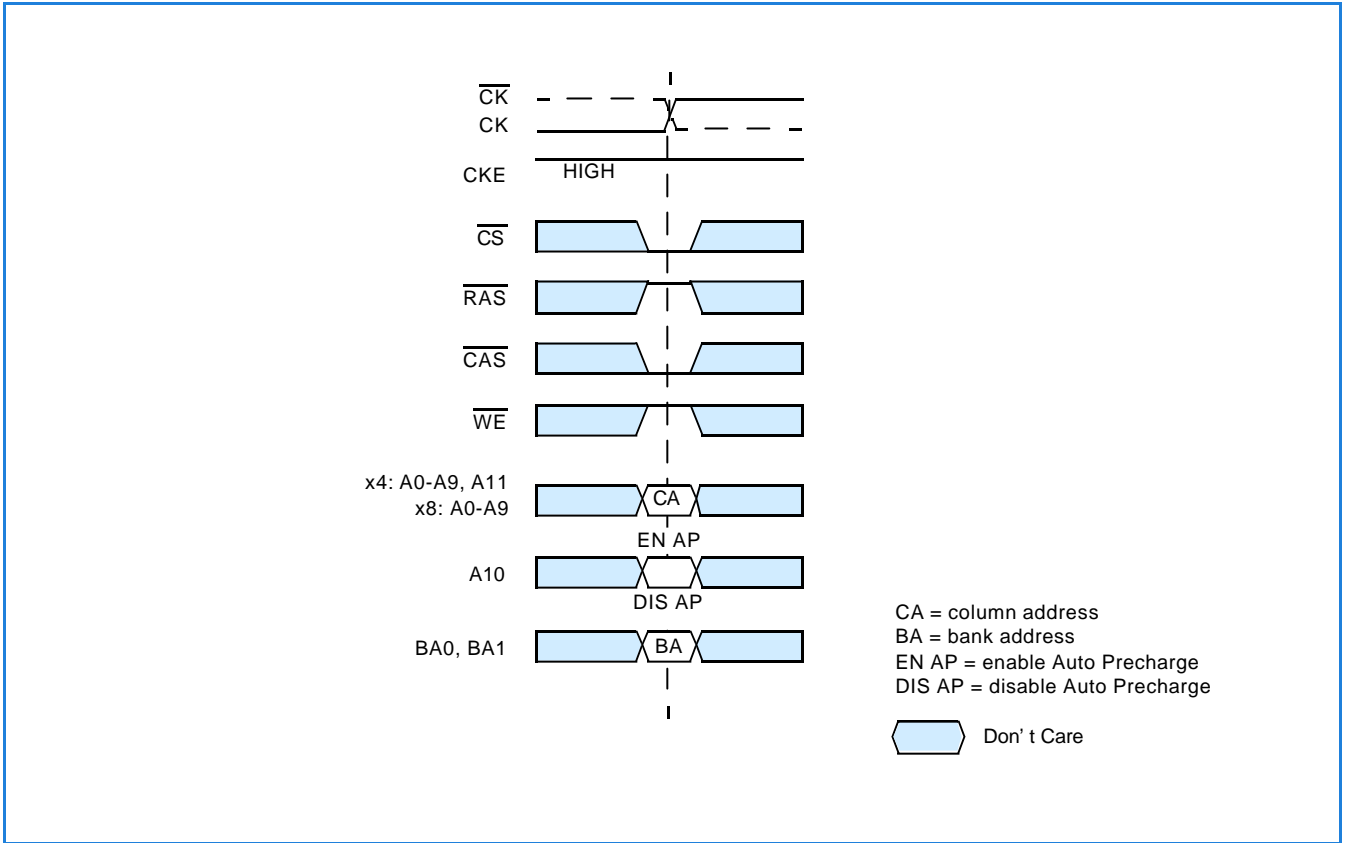 CK
CK
CKE
HIGH
CS
RAS
CAS
WE
x4: A0-A9, A11
x8: A0-A9
CA
EN AP
A10
DIS AP
BA0, BA1
BA
CA = column address
BA = bank address
EN AP = enable Auto Precharge
DIS AP = disable Auto Precharge
Don' t Care